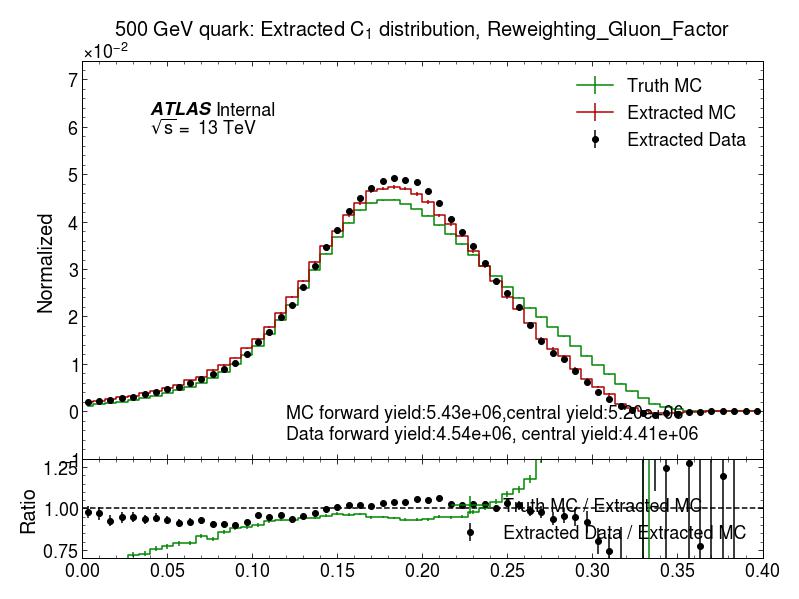 500 GeV quark: Extracted C₁ distribution, Reweighting_Gluon_Factor
×10⁻²
7
6
5
4
3
2
1
0
Normalized
ATLAS Internal
√s = 13 TeV
Truth MC
Extracted MC
Extracted Data
MC forward yield:5.43e+06,central yield:5.20e+06
Data forward yield:4.54e+06, central yield:4.41e+06
1.25
1.00
0.75
Ratio
Truth MC / Extracted MC
Extracted Data / Extracted MC
0.00 0.05 0.10 0.15 0.20 0.25 0.30 0.35 0.40